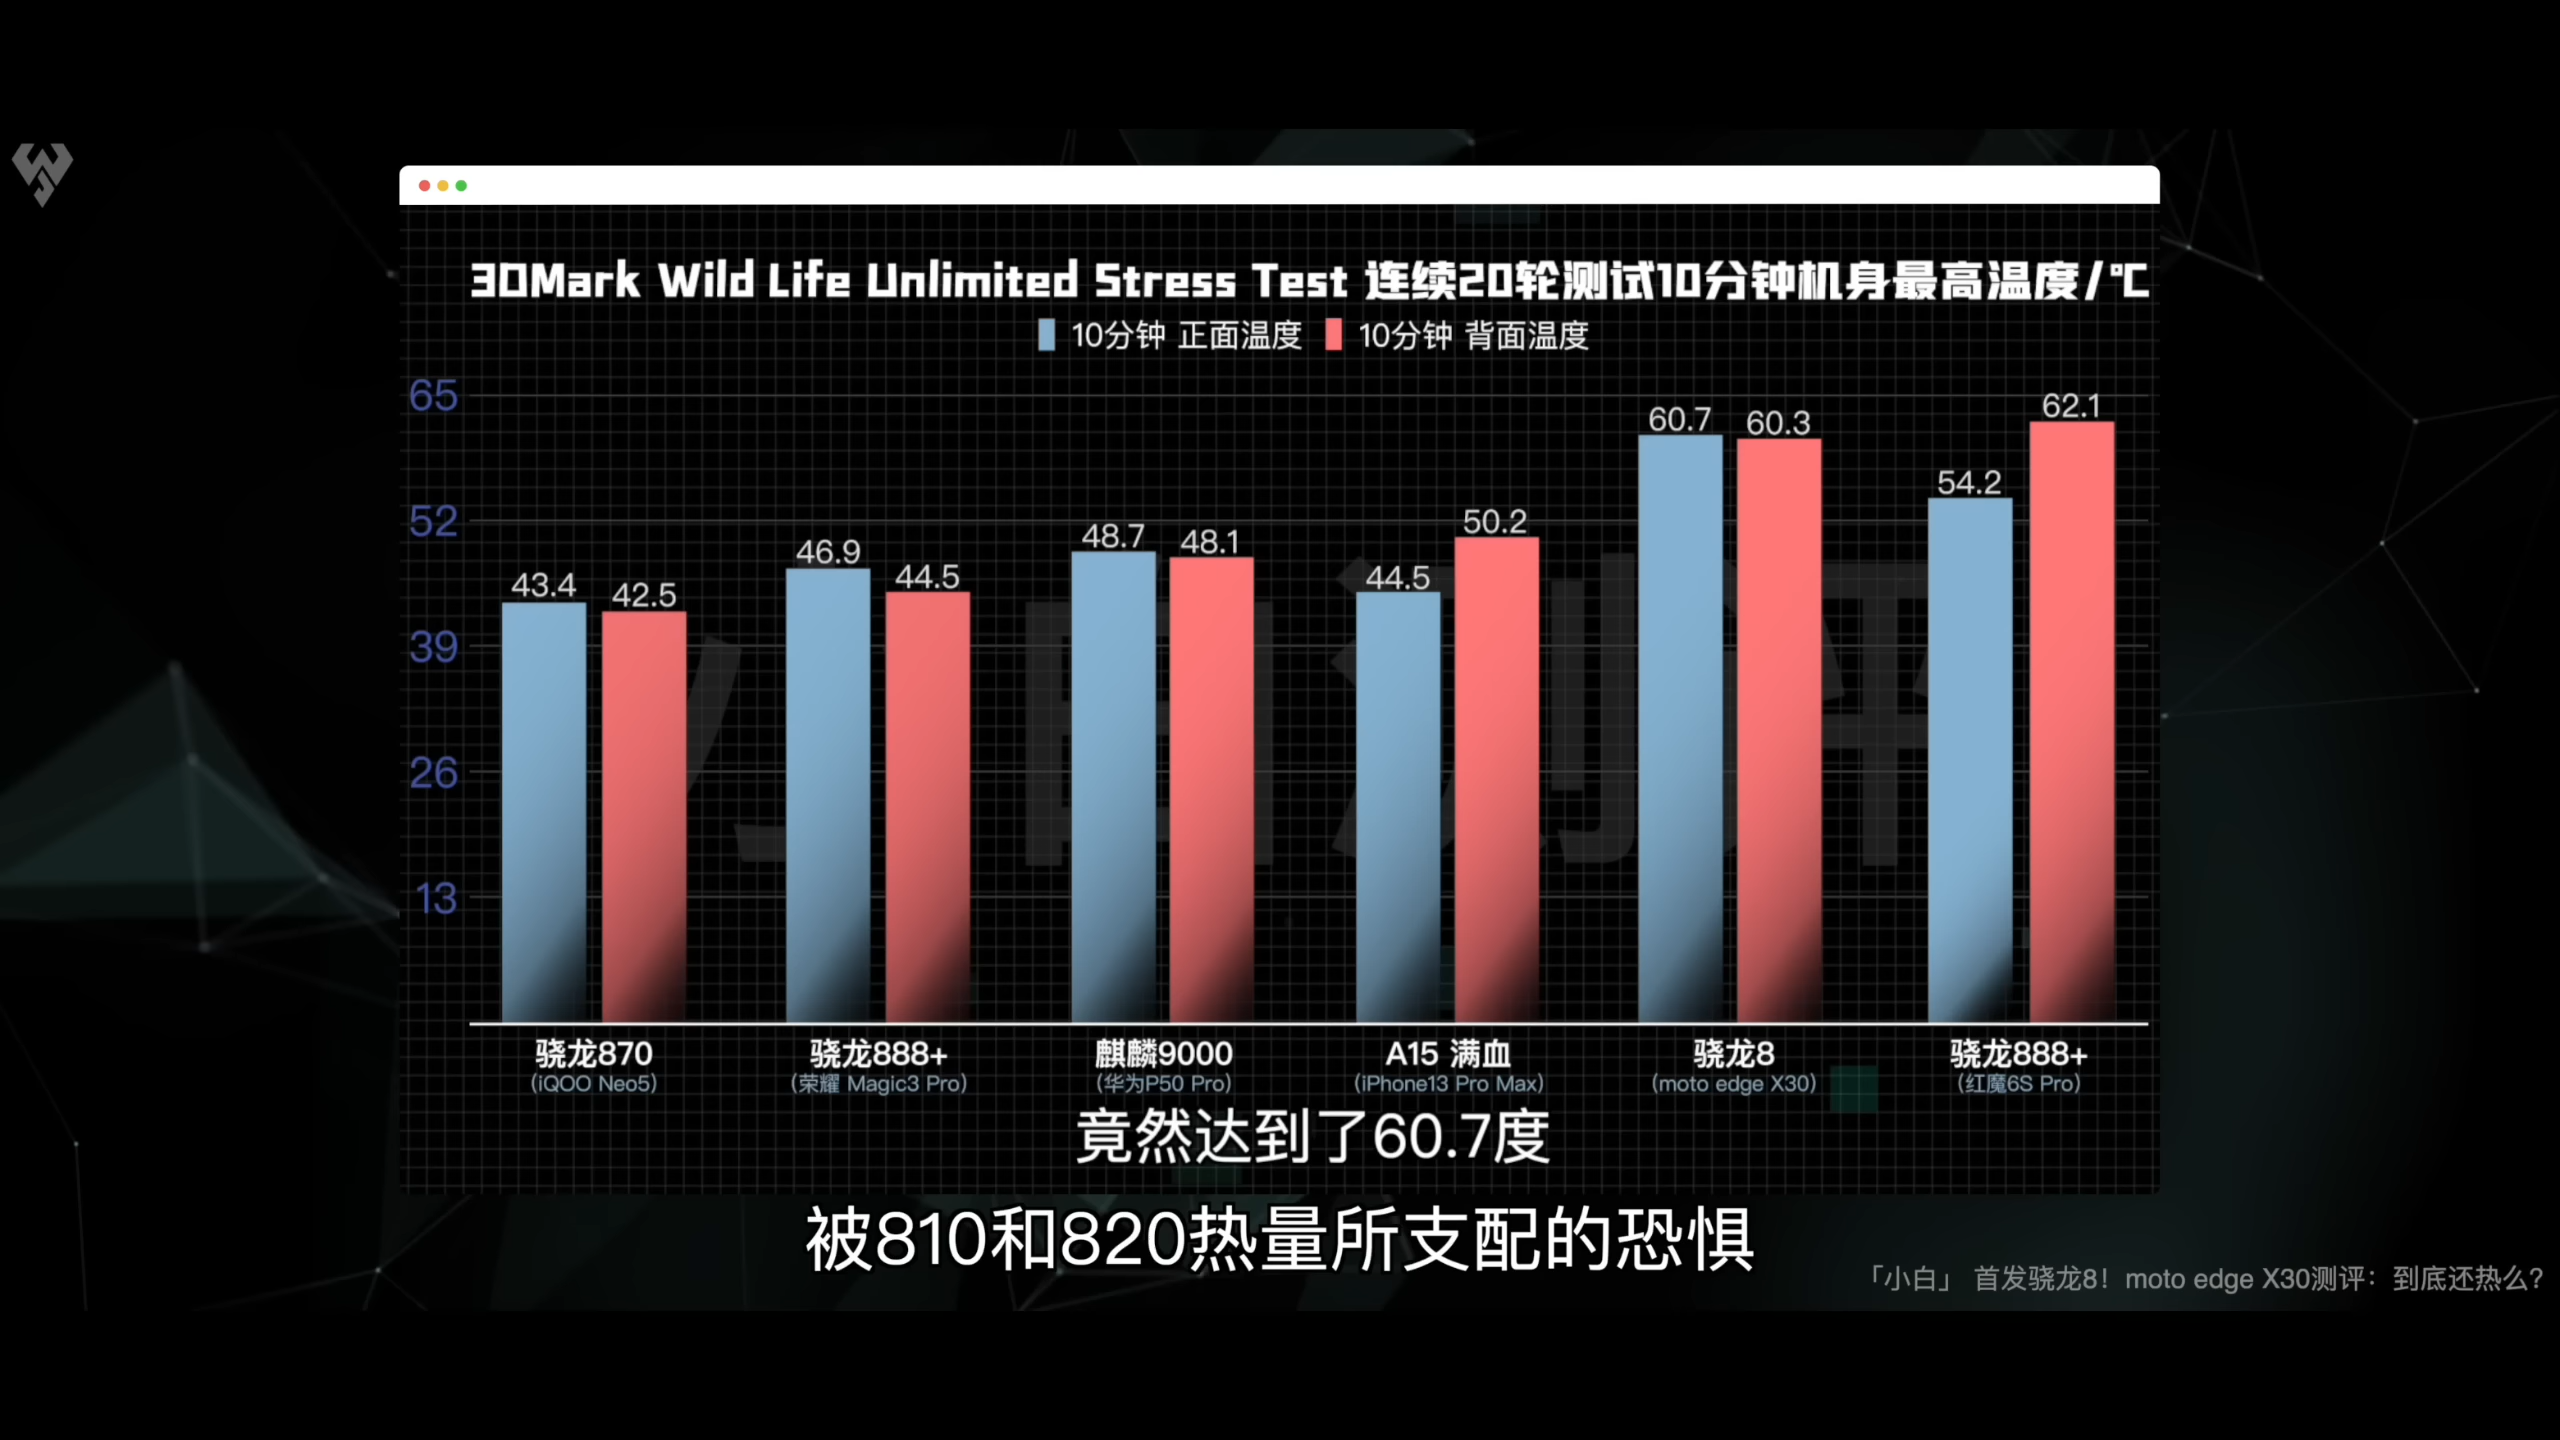 3DMark Wild Life Unlimited Stress Test 连续20轮测试10分钟机身最高温度/℃
10分钟 正面温度 10分钟 背面温度
65
52
39
26
13
43.4 42.5 46.9 44.5 48.7 48.1 44.5 50.2 60.7 60.3 54.2 62.1
骁龙870 骁龙888+ 麒麟9000 A15 满血 骁龙8 骁龙888+
(iQOO Neo5) (荣耀 Magic3 Pro) (华为P50 Pro) (iPhone13 Pro Max) (moto edge X30) (红魔6S Pro)
小白测评
竟然达到了60.7度
被810和820热量所支配的恐惧
「小白」 首发骁龙8！moto edge X30测评：到底还热么？